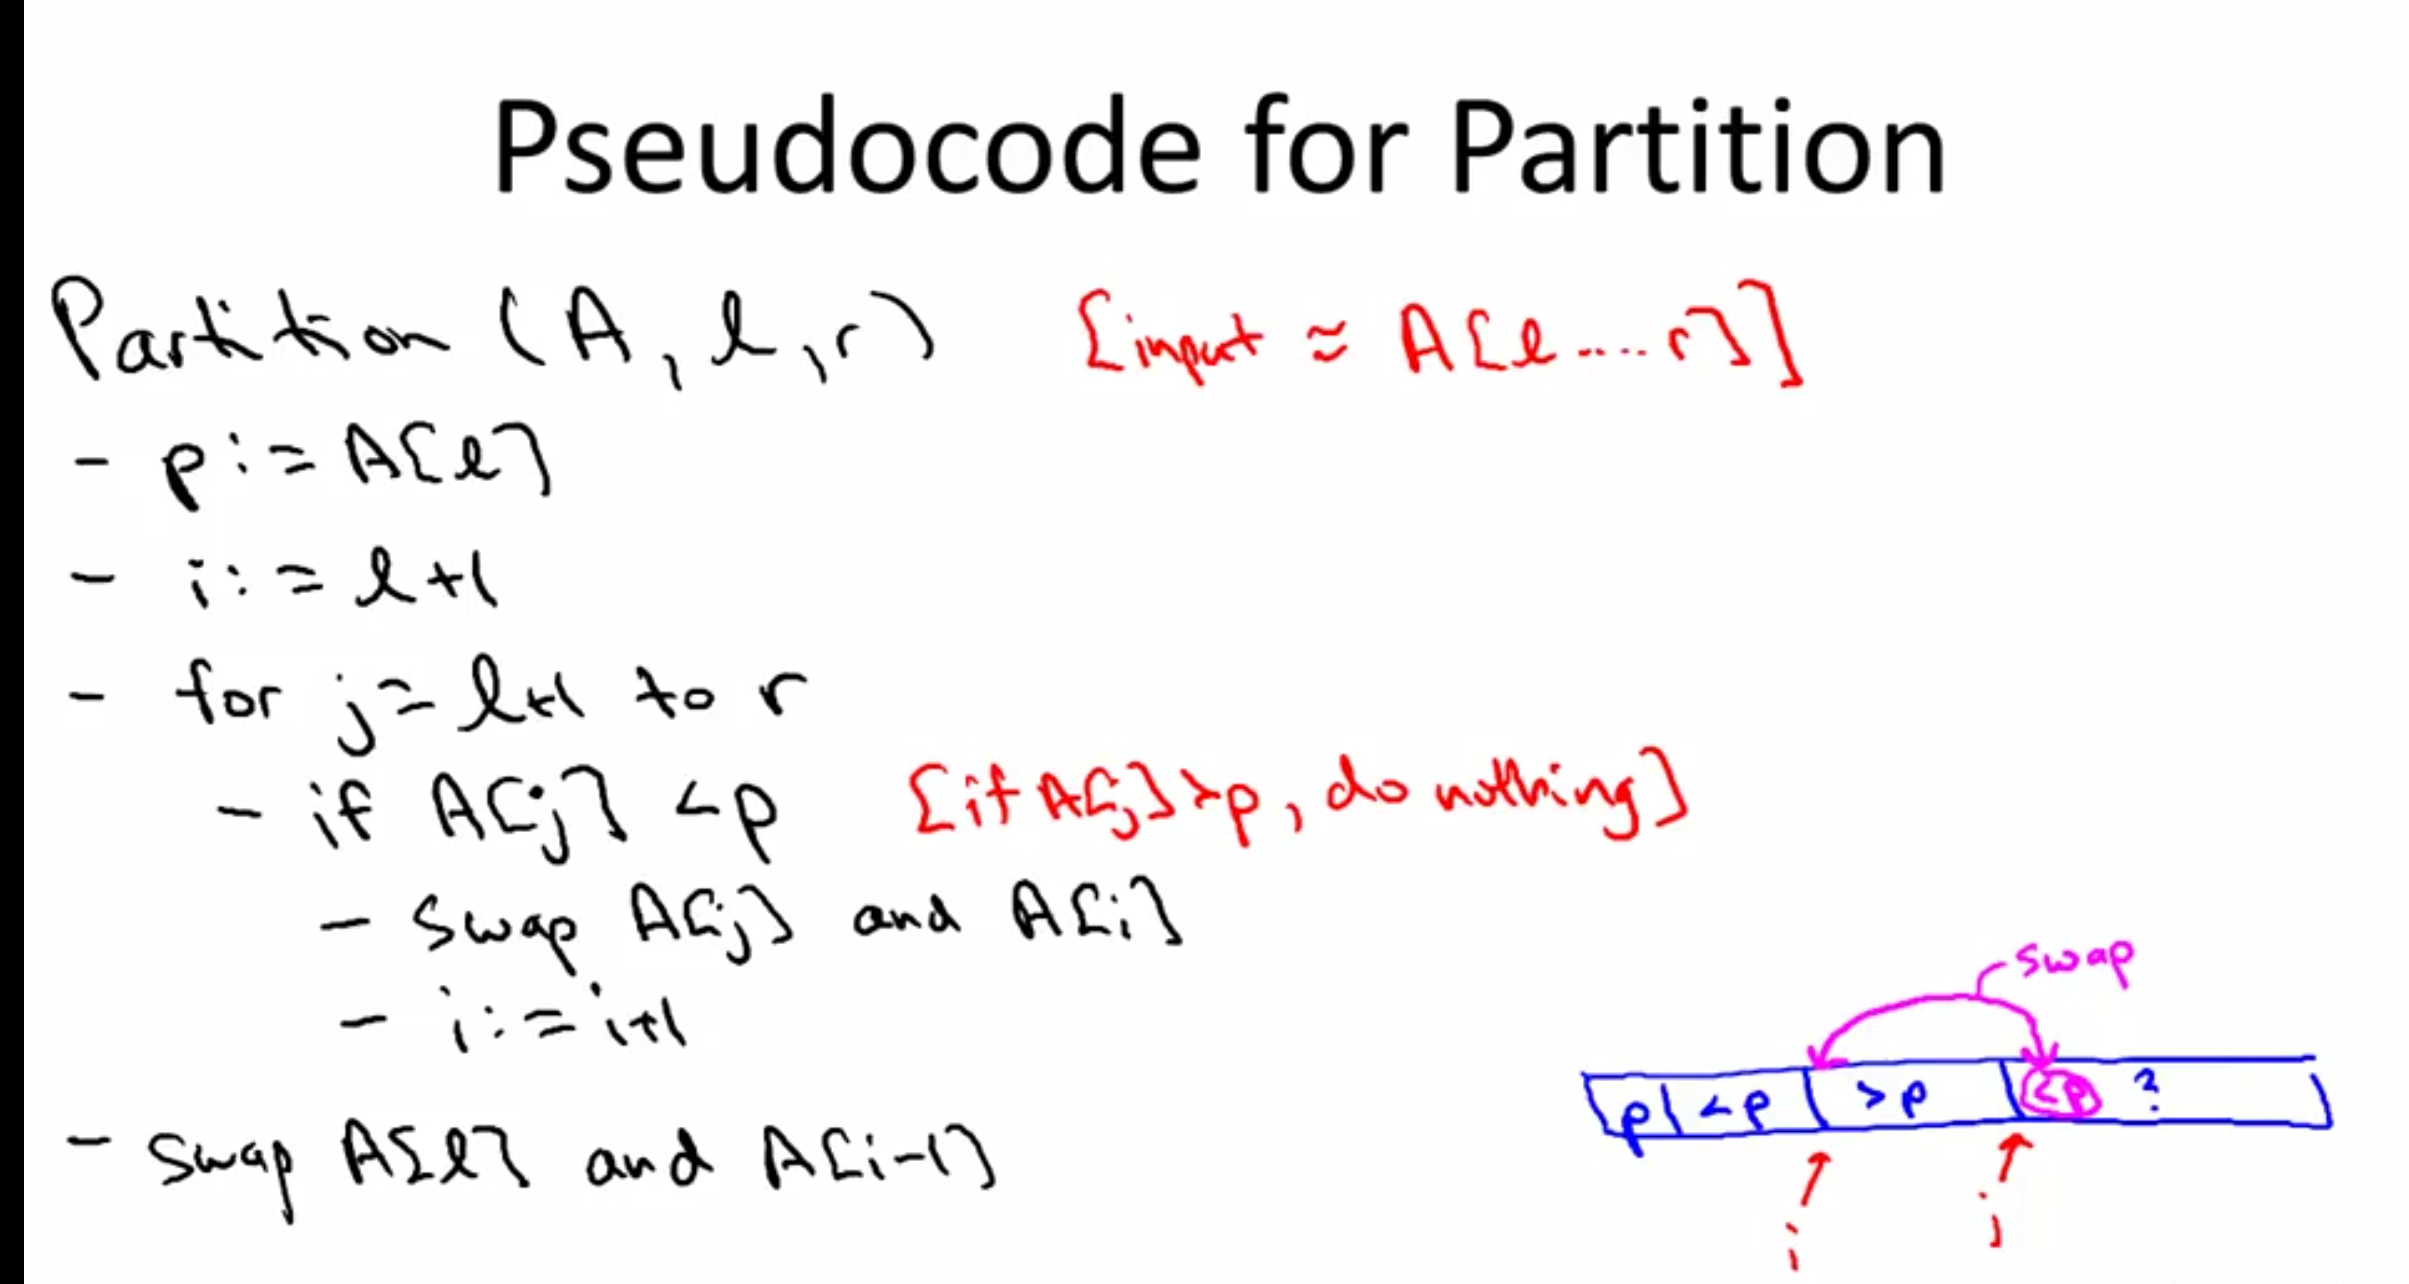 Pseudocode for Partition
Partition (A, l, r) [input ≈ A[l.....r]]
- p := A[l]
- i := l+1
- for j = l+1 to r
- if A[j] < p [if A[j] > p, do nothing]
- swap A[j] and A[i]
- i := i+1
- swap A[l] and A[i-1]
swap
p <p >p <p ?
i j